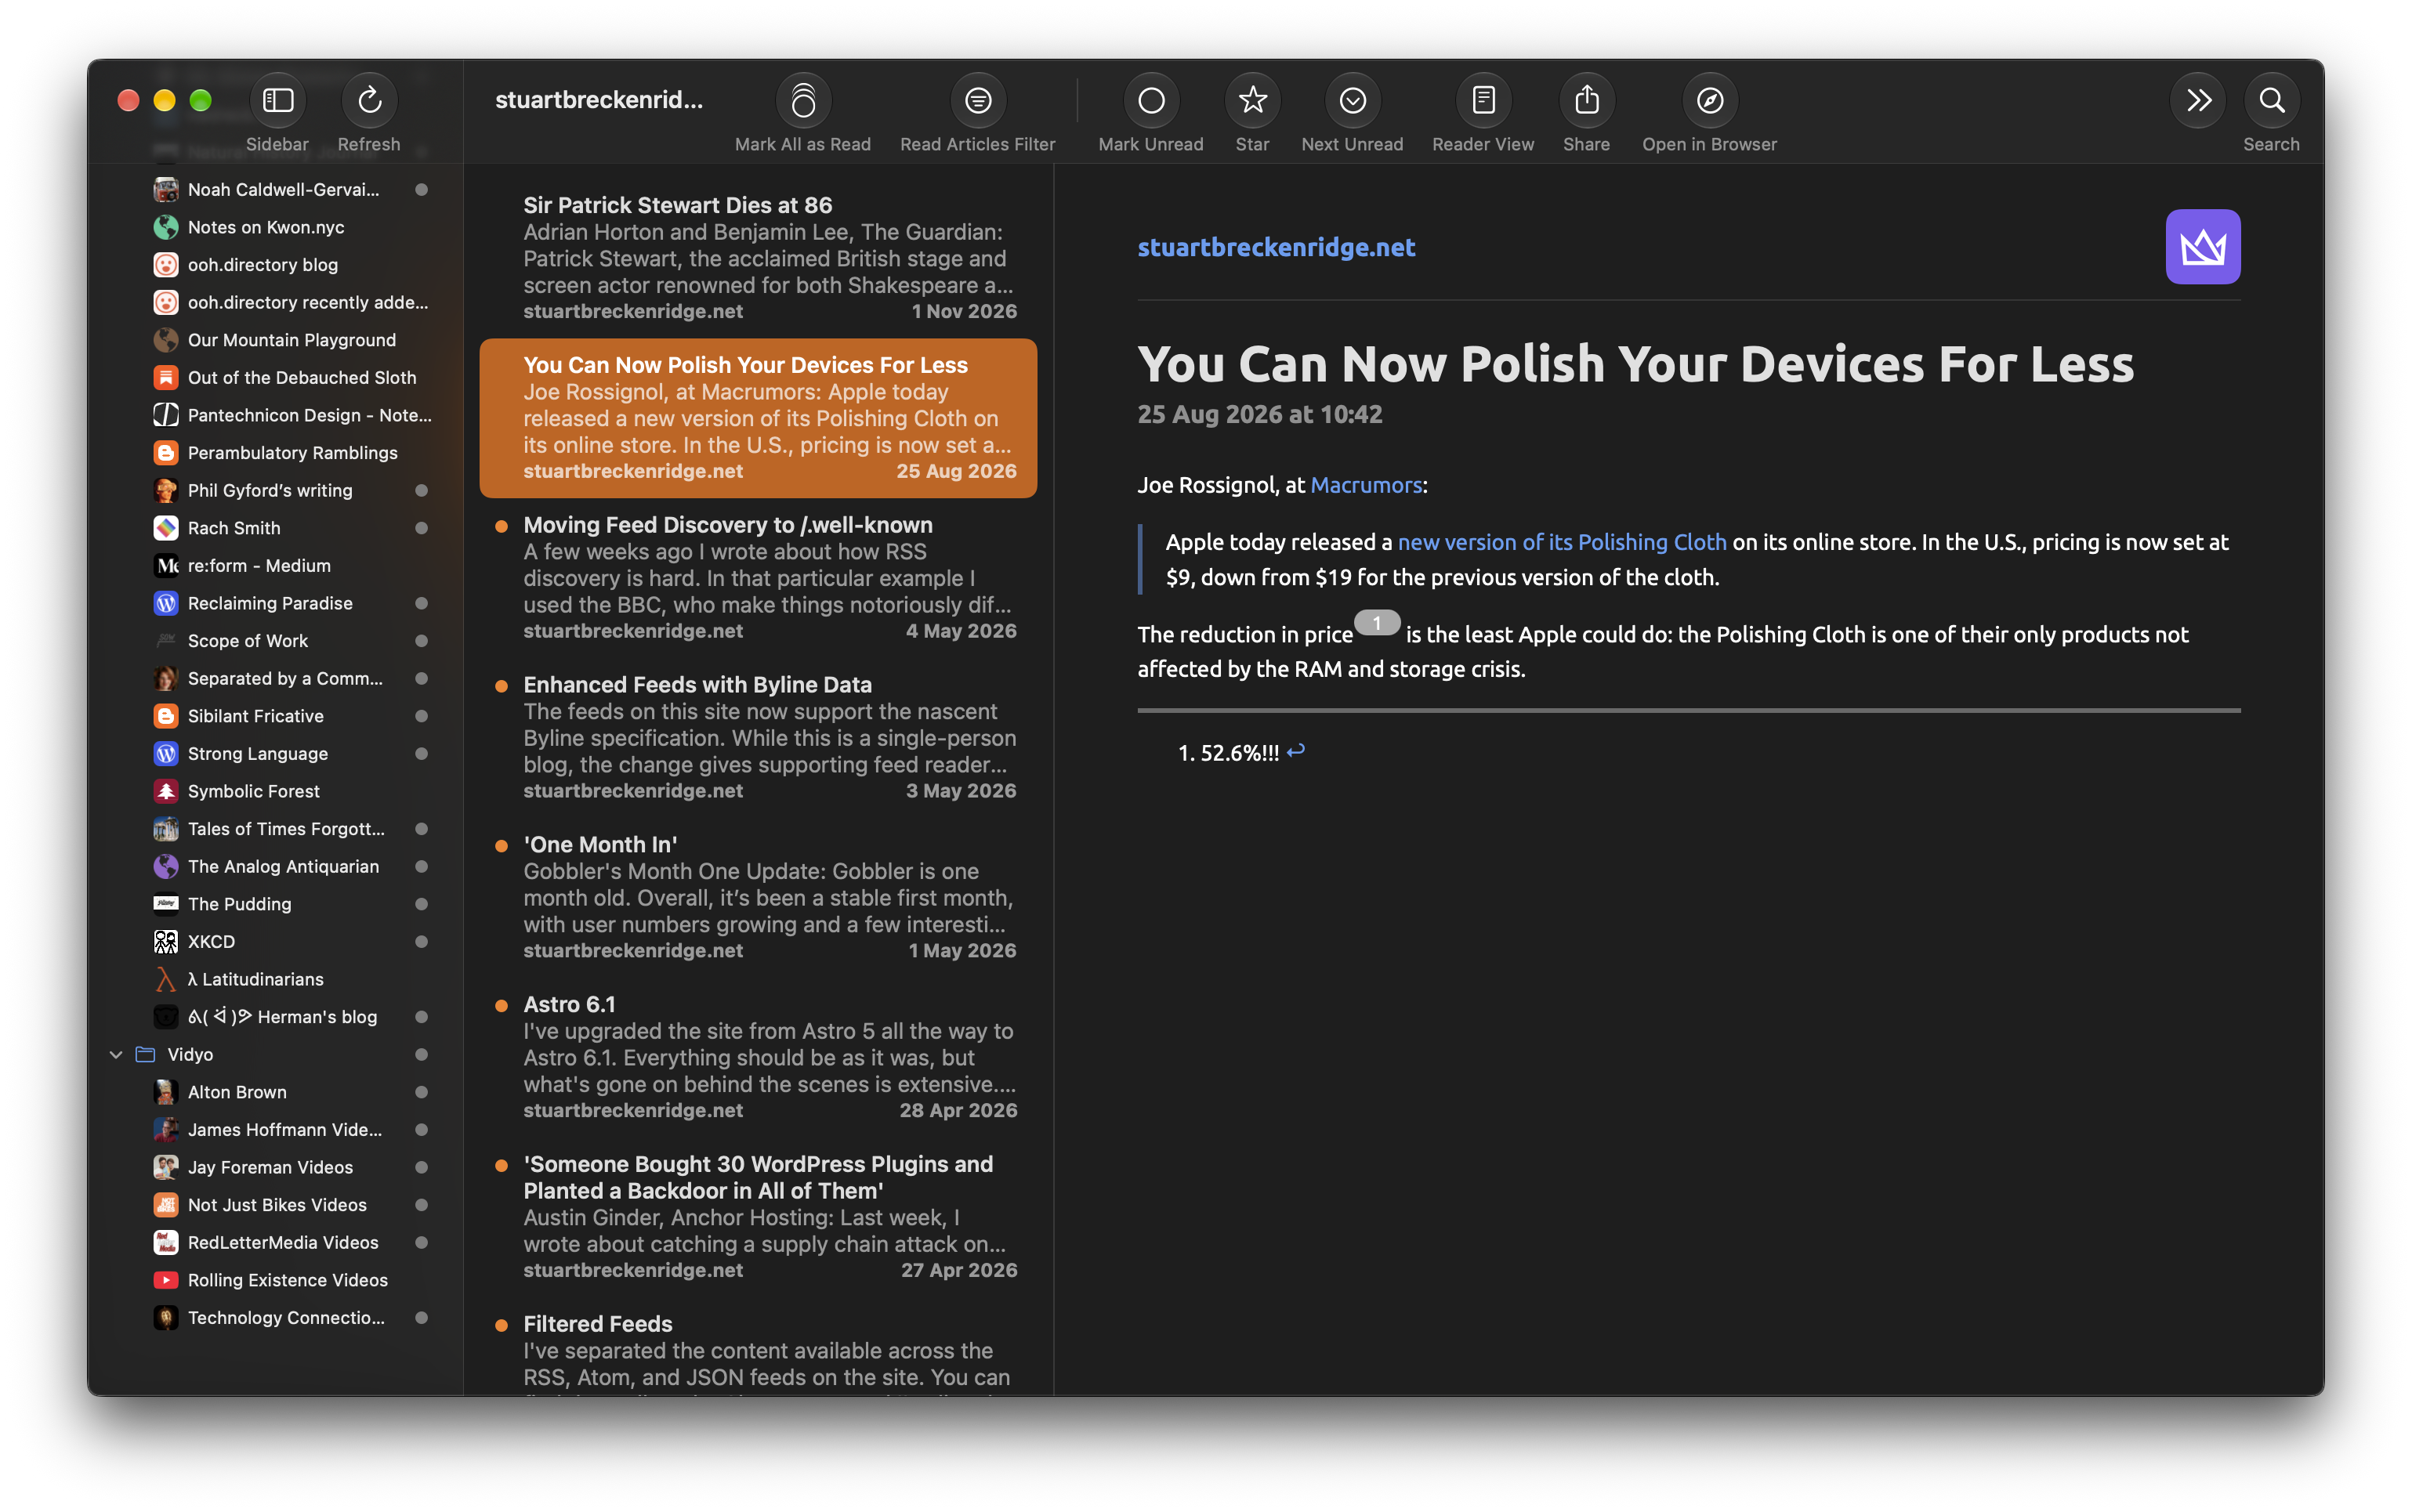 stuartbreckenrid...
Sidebar
Refresh
Mark All as Read
Read Articles Filter
Mark Unread
Star
Next Unread
Reader View
Share
Open in Browser
Search
Noah Caldwell-Gervai...
Notes on Kwon.nyc
ooh.directory blog
ooh.directory recently adde...
Our Mountain Playground
Out of the Debauched Sloth
Pantechnicon Design - Note...
Perambulatory Ramblings
Phil Gyford’s writing
Rach Smith
re:form - Medium
Reclaiming Paradise
Scope of Work
Separated by a Comm...
Sibilant Fricative
Strong Language
Symbolic Forest
Tales of Times Forgott...
The Analog Antiquarian
The Pudding
XKCD
λ Latitudinarians
ᕕ( ᐛ )ᕗ Herman's blog
Vidyo
Alton Brown
James Hoffmann Vide...
Jay Foreman Videos
Not Just Bikes Videos
RedLetterMedia Videos
Rolling Existence Videos
Technology Connectio...
Sir Patrick Stewart Dies at 86
Adrian Horton and Benjamin Lee, The Guardian:
Patrick Stewart, the acclaimed British stage and
screen actor renowned for both Shakespeare a...
stuartbreckenridge.net 1 Nov 2026
You Can Now Polish Your Devices For Less
Joe Rossignol, at Macrumors: Apple today
released a new version of its Polishing Cloth on
its online store. In the U.S., pricing is now set a...
stuartbreckenridge.net 25 Aug 2026
Moving Feed Discovery to /.well-known
A few weeks ago I wrote about how RSS
discovery is hard. In that particular example I
used the BBC, who make things notoriously dif...
stuartbreckenridge.net 4 May 2026
Enhanced Feeds with Byline Data
The feeds on this site now support the nascent
Byline specification. While this is a single-person
blog, the change gives supporting feed reader...
stuartbreckenridge.net 3 May 2026
'One Month In'
Gobbler's Month One Update: Gobbler is one
month old. Overall, it’s been a stable first month,
with user numbers growing and a few interesti...
stuartbreckenridge.net 1 May 2026
Astro 6.1
I've upgraded the site from Astro 5 all the way to
Astro 6.1. Everything should be as it was, but
what's gone on behind the scenes is extensive....
stuartbreckenridge.net 28 Apr 2026
'Someone Bought 30 WordPress Plugins and
Planted a Backdoor in All of Them'
Austin Ginder, Anchor Hosting: Last week, I
wrote about catching a supply chain attack on...
stuartbreckenridge.net 27 Apr 2026
Filtered Feeds
I've separated the content available across the
RSS, Atom, and JSON feeds on the site. You can
stuartbreckenridge.net
You Can Now Polish Your Devices For Less
25 Aug 2026 at 10:42
Joe Rossignol, at Macrumors:
Apple today released a new version of its Polishing Cloth on its online store. In the U.S., pricing is now set at
$9, down from $19 for the previous version of the cloth.
The reduction in price 1 is the least Apple could do: the Polishing Cloth is one of their only products not
affected by the RAM and storage crisis.
1. 52.6%!!! ↩